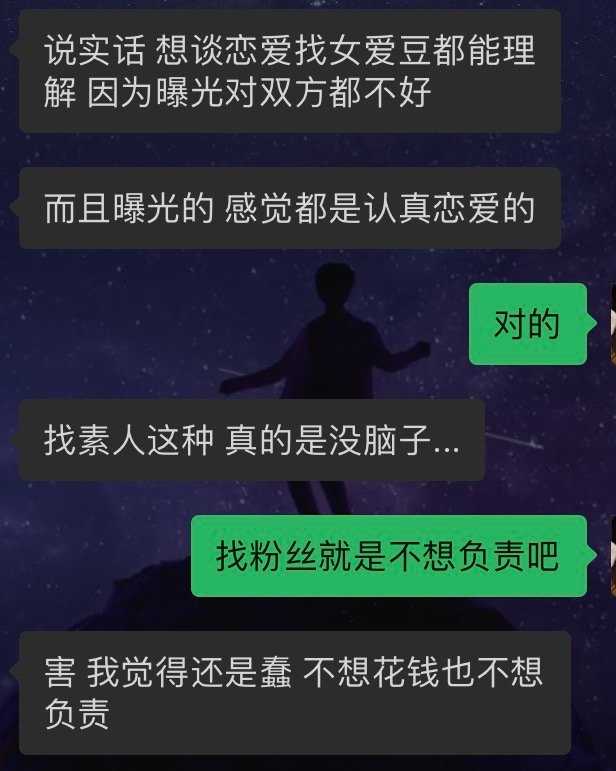 说实话 想谈恋爱找女爱豆都能理
解 因为曝光对双方都不好
而且曝光的 感觉都是认真恋爱的
对的
找素人这种 真的是没脑子...
找粉丝就是不想负责吧
害 我觉得还是蠢 不想花钱也不想
负责